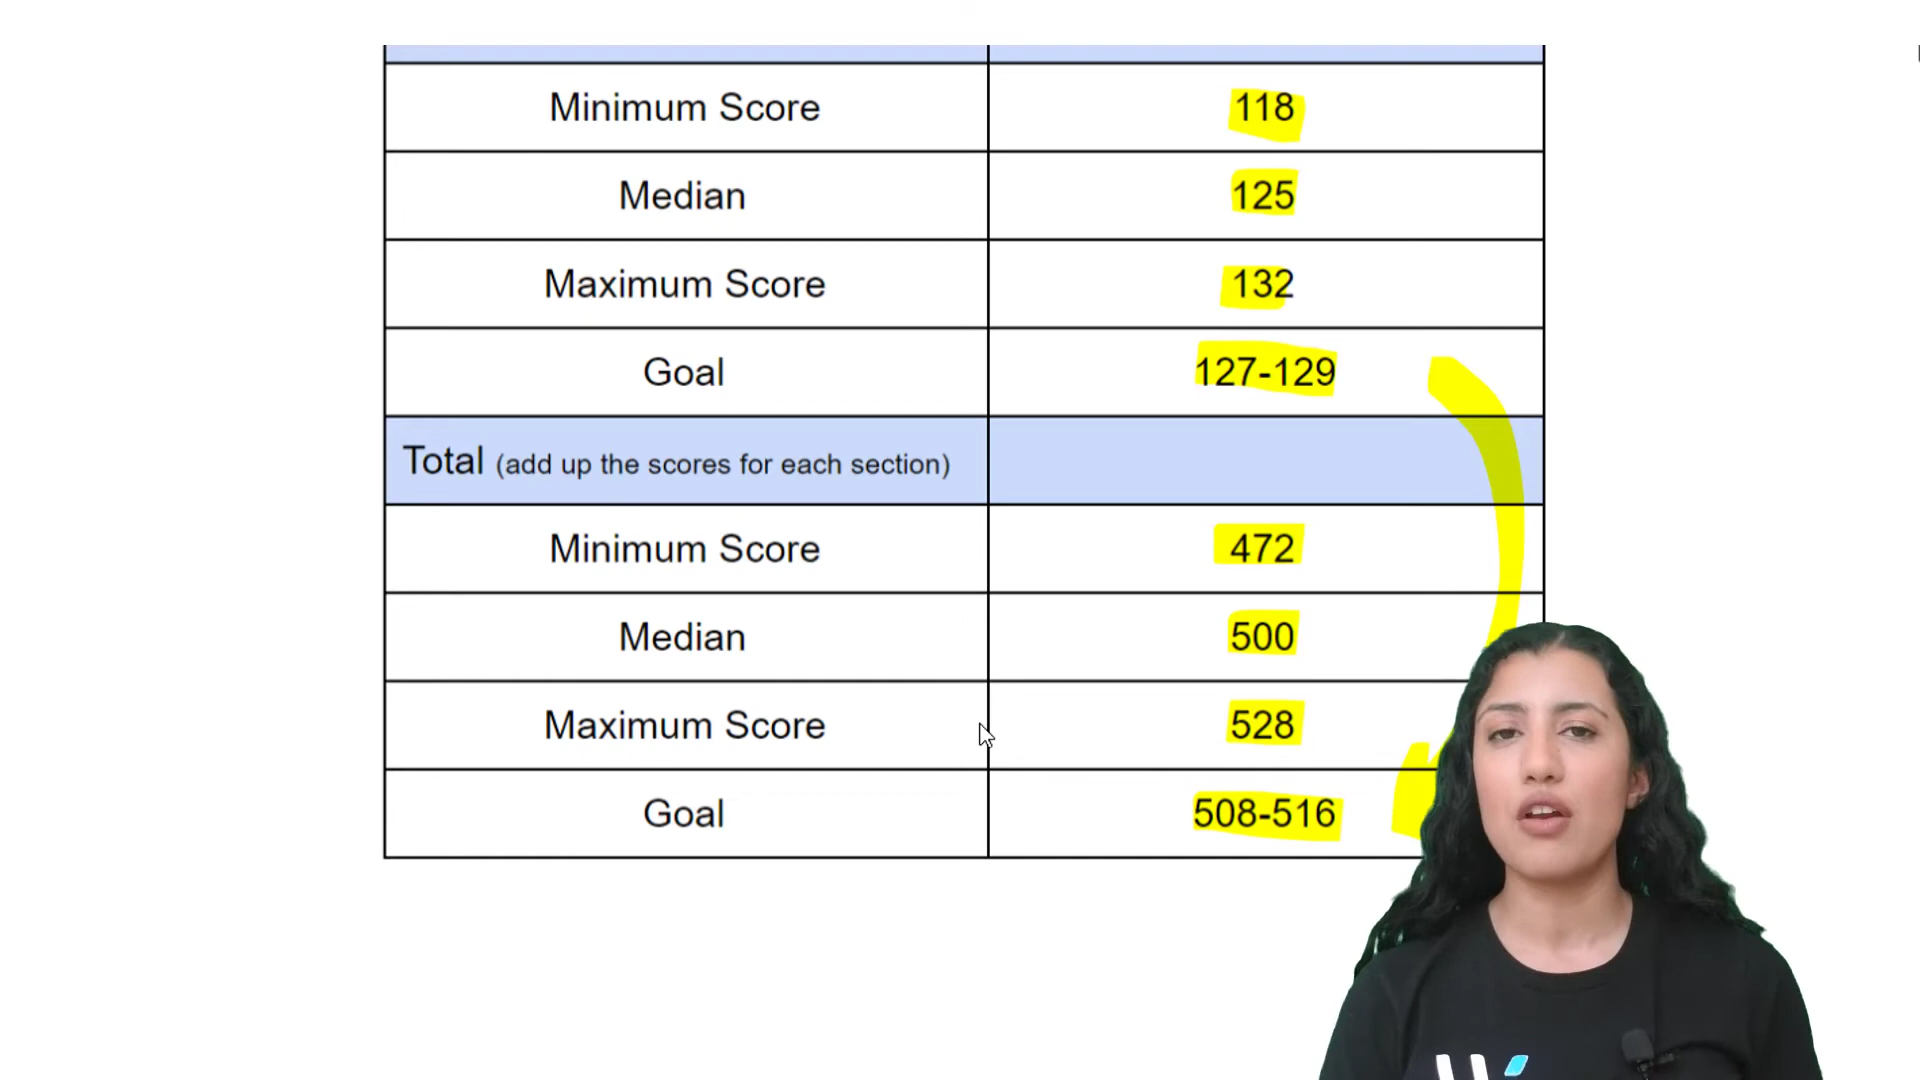 Minimum Score 118
Median 125
Maximum Score 132
Goal 127-129
Total (add up the scores for each section)
Minimum Score 472
Median 500
Maximum Score 528
Goal 508-516